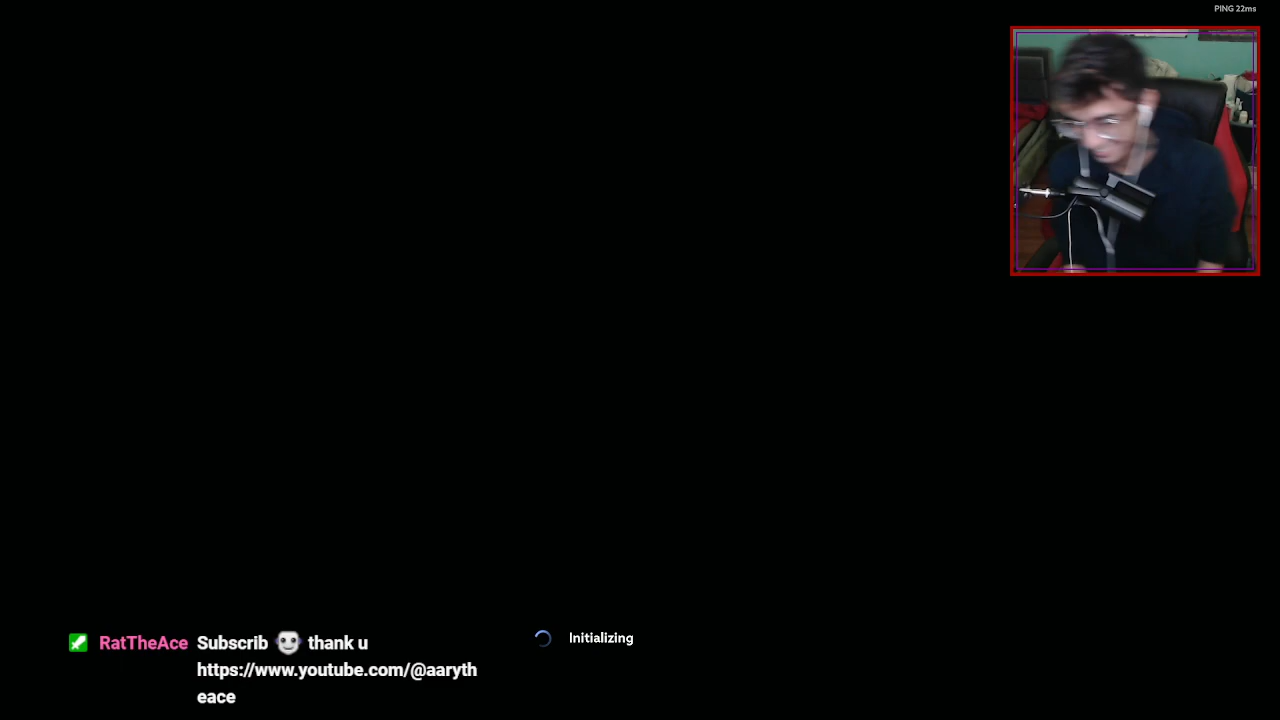 PING 22ms
RatTheAce Subscrib thank u
https://www.youtube.com/@aaryth
eace
Initializing